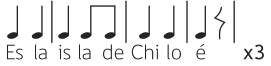 Es la is la de Chi lo é x3